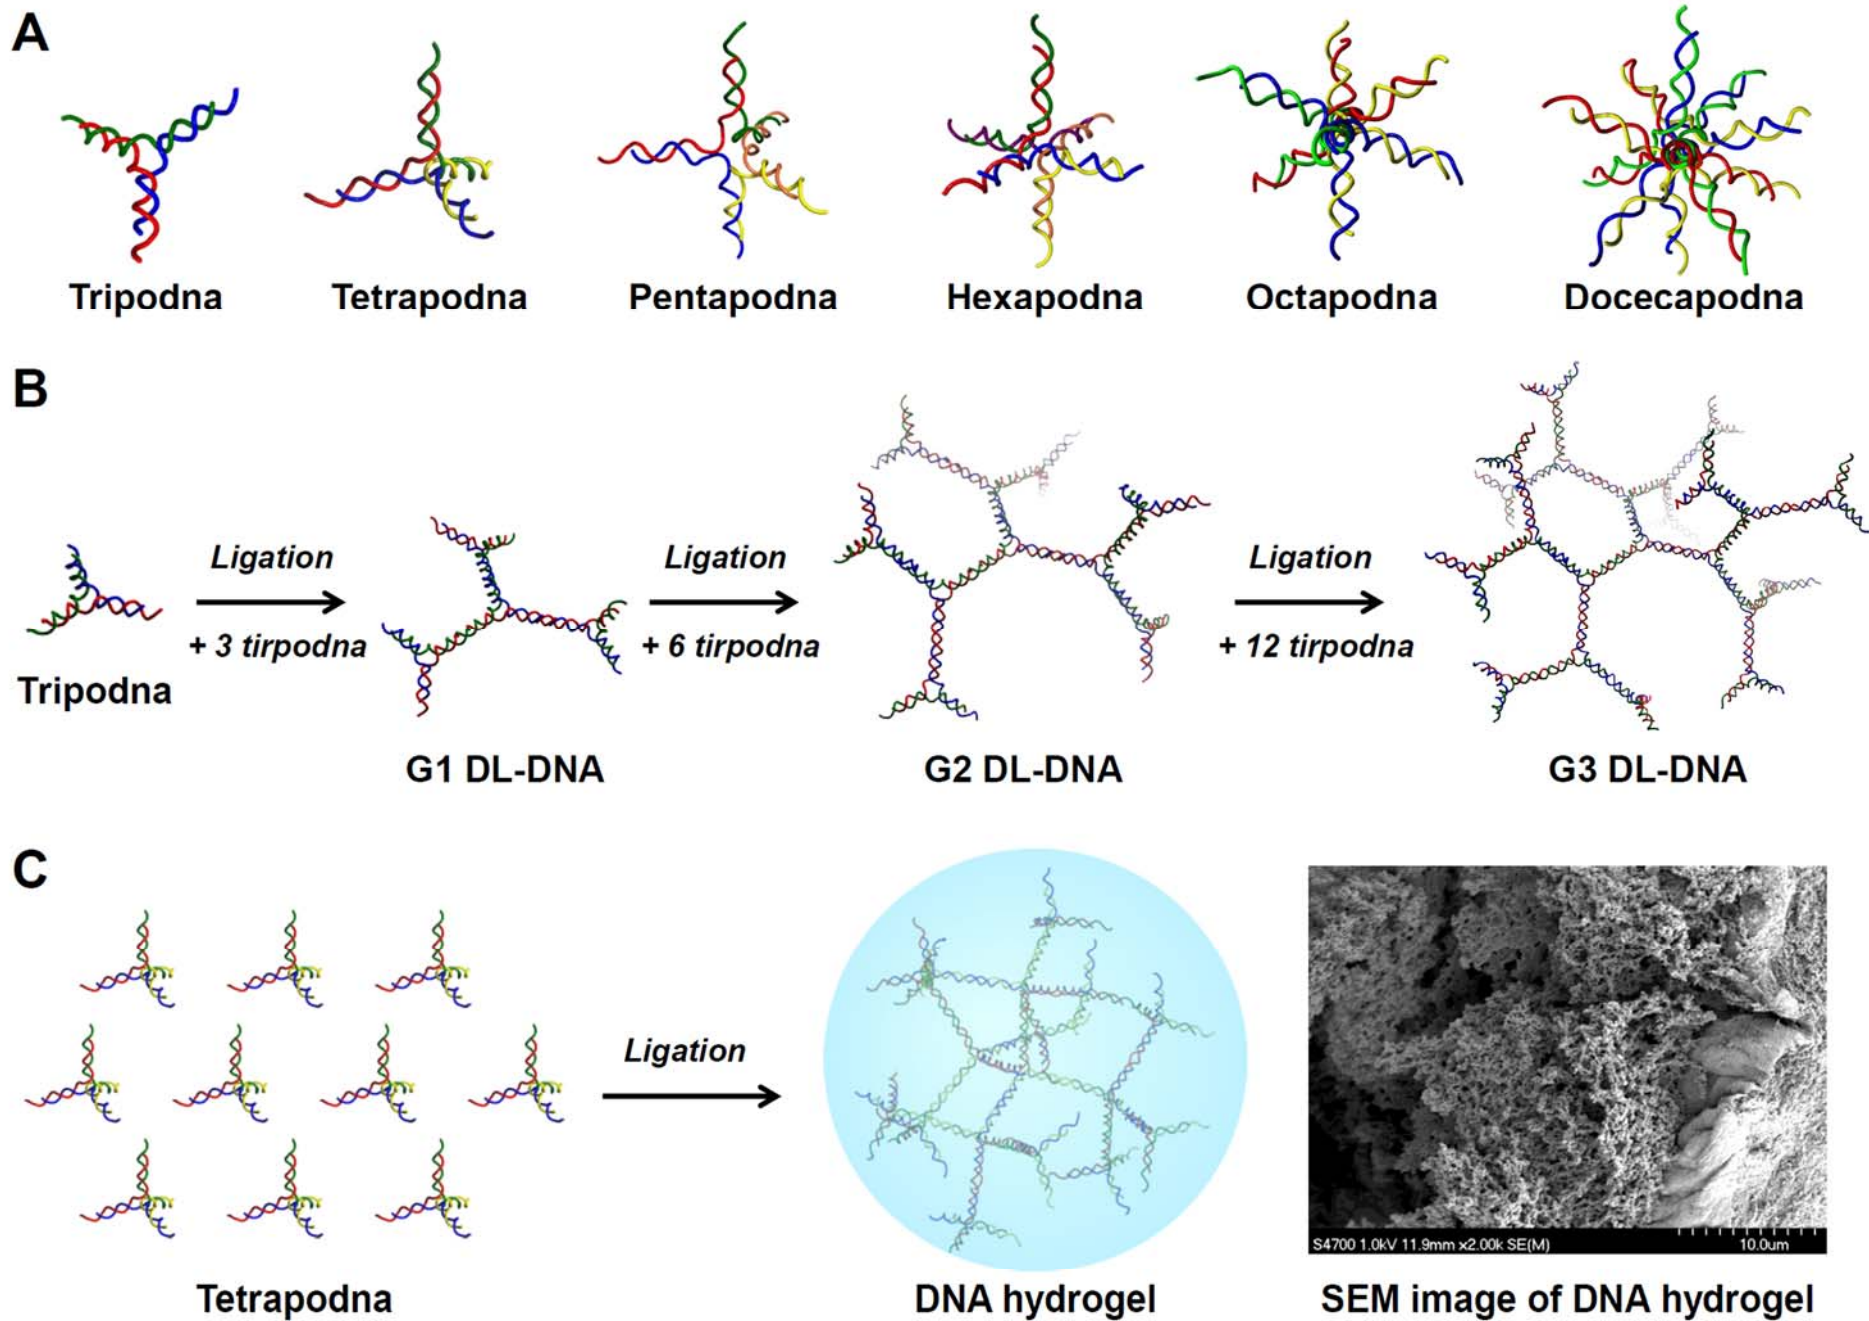 A
Tripodna
Tetrapodna
Pentapodna
Hexapodna
Octapodna
Docecapodna
B
Tripodna
Ligation
+ 3 tirpodna
G1 DL-DNA
Ligation
+ 6 tirpodna
G2 DL-DNA
Ligation
+ 12 tirpodna
G3 DL-DNA
C
Tetrapodna
Ligation
DNA hydrogel
S4700 1.0kV 11.9mm x2.00k SE(M)
10.0um
SEM image of DNA hydrogel